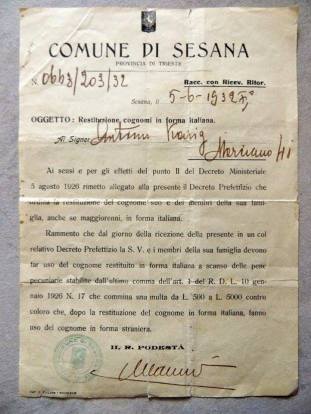 COMUNE DI SESANA
PROVINCIA DI TRIESTE
N. 0663/203/32
Racc. con Ricev. Ritor.
Sesana, li 5-6-1932 X°
OGGETTO: Restituzione cognomi in forma italiana.
Al Signor Antonio
Ai sensi e per gli effetti del punto II del Decreto Ministeriale
5 agosto 1926 rimetto allegato alla presente il Decreto Prefettizio che
ordina la restituzione del cognome suo e dei membri della sua fami-
glia, anche se maggiorenni, in forma italiana.
Rammento che dal giorno della ricezione della presente in un col
relativo Decreto Prefettizio la S. V. e i membri della sua famiglia devono
far uso del cognome restituito in forma italiana a scanso delle pene
pecuniarie stabilite dall'ultimo comma dell'art. 1 del R. D. L. 10 gennaio
1926 N. 17 che commina una multa da L. 500 a L. 5000 contro
coloro che, dopo la restituzione del cognome in forma italiana, fanno
uso del cognome in forma straniera.
IL R. PODESTÀ